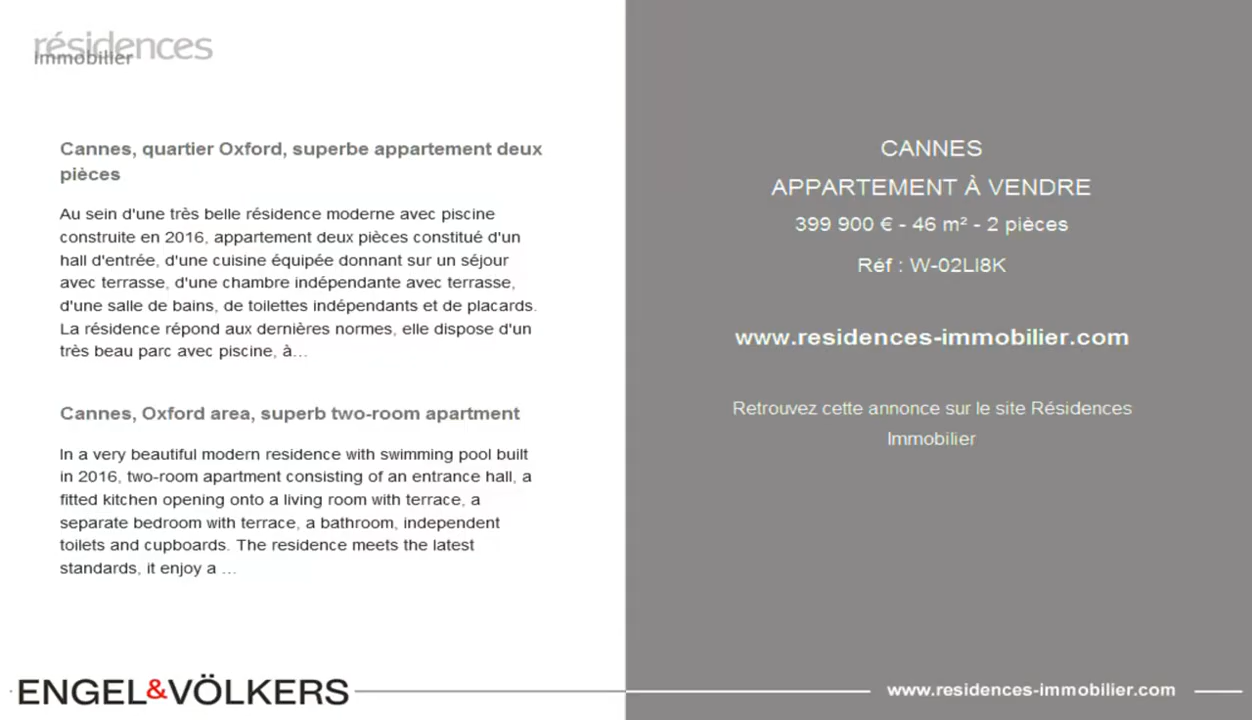 résidences
Immobilier
Cannes, quartier Oxford, superbe appartement deux
pièces
Au sein d'une très belle résidence moderne avec piscine
construite en 2016, appartement deux pièces constitué d'un
hall d'entrée, d'une cuisine équipée donnant sur un séjour
avec terrasse, d'une chambre indépendante avec terrasse,
d'une salle de bains, de toilettes indépendants et de placards.
La résidence répond aux dernières normes, elle dispose d'un
très beau parc avec piscine, à...
Cannes, Oxford area, superb two-room apartment
In a very beautiful modern residence with swimming pool built
in 2016, two-room apartment consisting of an entrance hall, a
fitted kitchen opening onto a living room with terrace, a
separate bedroom with terrace, a bathroom, independent
toilets and cupboards. The residence meets the latest
standards, it enjoy a ...
ENGEL&VÖLKERS
CANNES
APPARTEMENT À VENDRE
399 900 € - 46 m² - 2 pièces
Réf : W-02LI8K
www.residences-immobilier.com
Retrouvez cette annonce sur le site Résidences
Immobilier
www.residences-immobilier.com